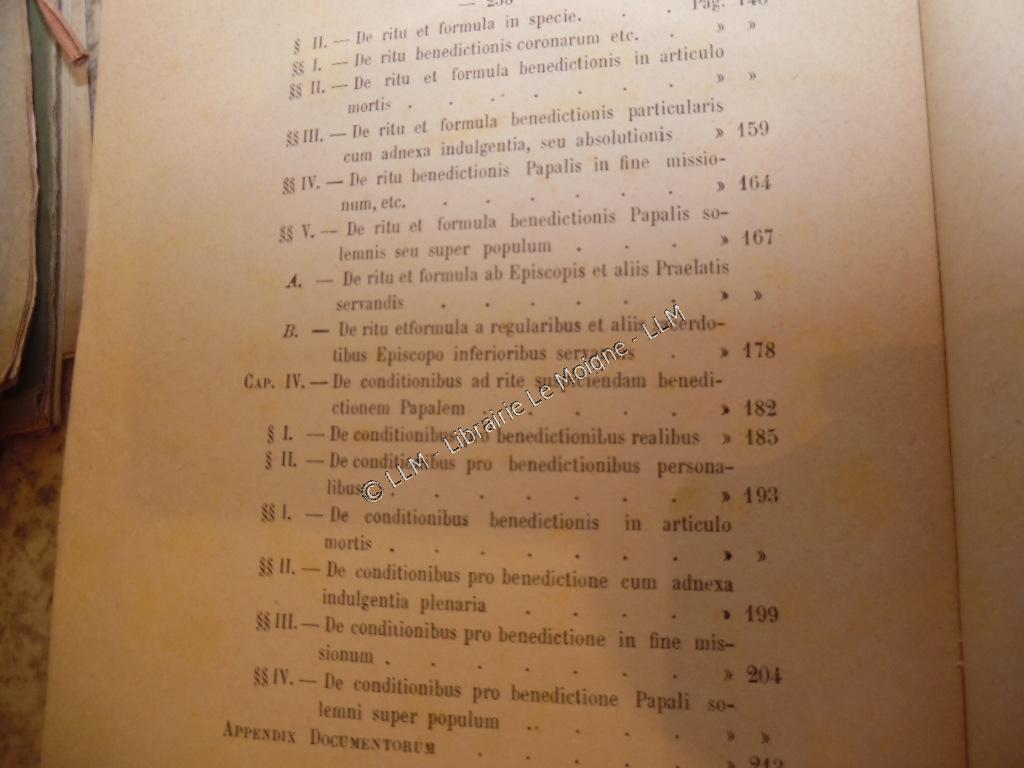 — 238
§ II. — De ritu et formula in specie. . . Pag. 146
§§ I. — De ritu benedictionis coronarum etc. . » »
§§ II. — De ritu et formula benedictionis in articulo
mortis . . . . . . . » »
§§ III. — De ritu et formula benedictionis particularis
cum adnexa indulgentia, seu absolutionis » 159
§§ IV. — De ritu benedictionis Papalis in fine missio-
num, etc. . . . . . . » 164
§§ V. — De ritu et formula benedictionis Papalis so-
lemnis seu super populum . . . » 167
A. — De ritu et formula ab Episcopis et aliis Praelatis
servandis . . . . . . » »
B. — De ritu etformula a regularibus et aliis cerdo-
tibus Episcopo inferioribus servandis . » 178
CAP. IV. — De conditionibus ad rite suscipiendam benedi-
ctionem Papalem . . . . . » 182
§ I. — De conditionibus benedictionibus realibus » 185
§ II. — De conditionibus pro benedictionibus persona-
libus . . . . . . . » 193
§§ I. — De conditionibus benedictionis in articulo
mortis . . . . . . . » »
§§ II. — De conditionibus pro benedictione cum adnexa
indulgentia plenaria . . . . » 199
§§ III. — De conditionibus pro benedictione in fine mis-
sionum . . . . . . . » 204
§§ IV. — De conditionibus pro benedictione Papali so-
lemni super populum . . . . . » »
APPENDIX DOCUMENTORUM . . . . . 212
© LLM - Librairie Le Moigne - LLM